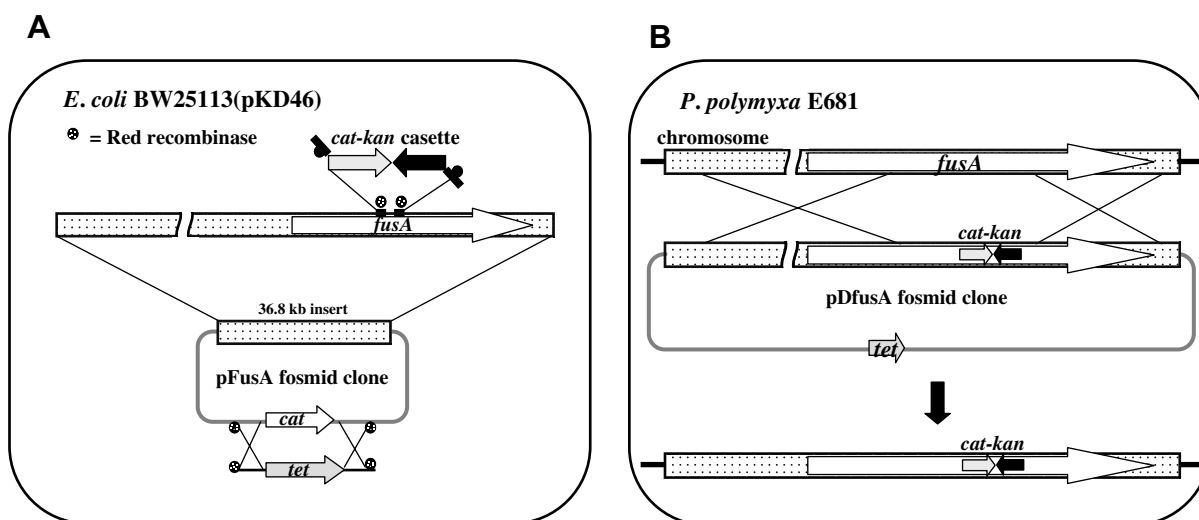 A
E. coli BW25113(pKD46)
= Red recombinase
cat-kan casette
fusA
36.8 kb insert
pFusA fosmid clone
cat
tet
B
P. polymyxa E681
chromosome
fusA
cat-kan
pDfusA fosmid clone
tet
cat-kan